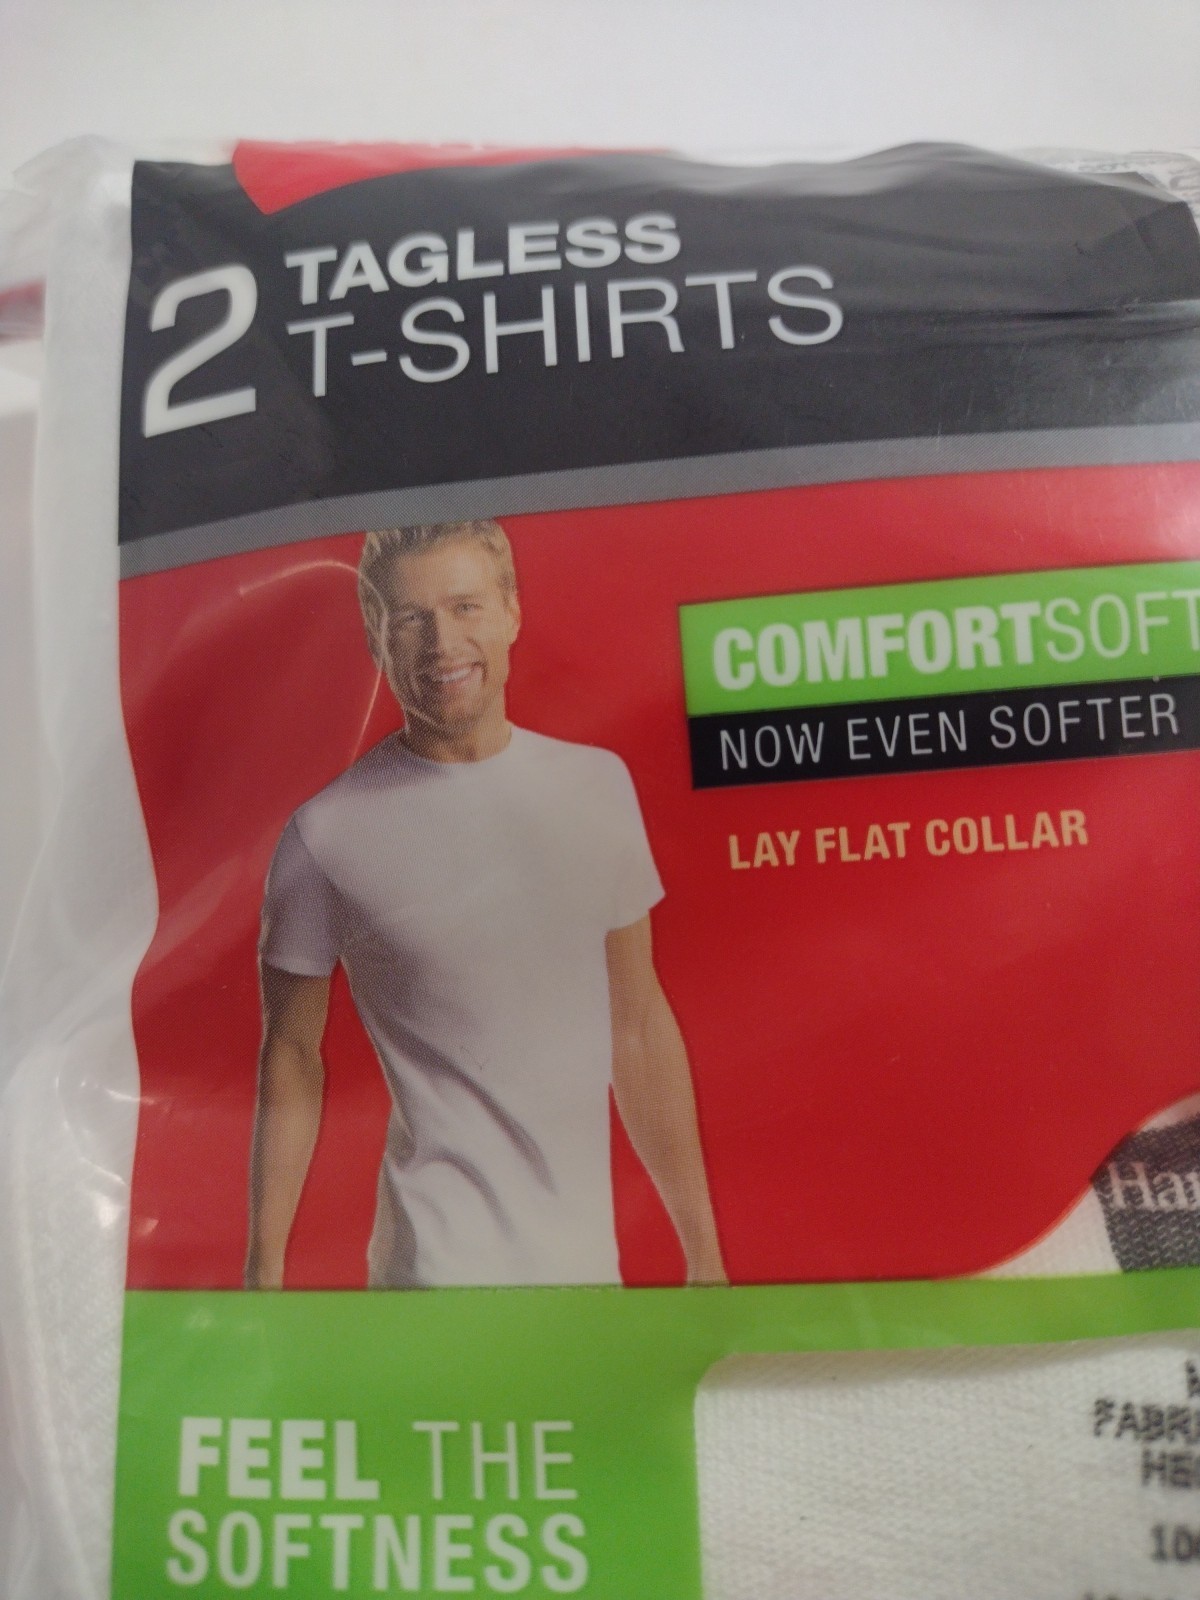 2 TAGLESS
T-SHIRTS
COMFORTSOFT
NOW EVEN SOFTER
LAY FLAT COLLAR
FEEL THE
SOFTNESS